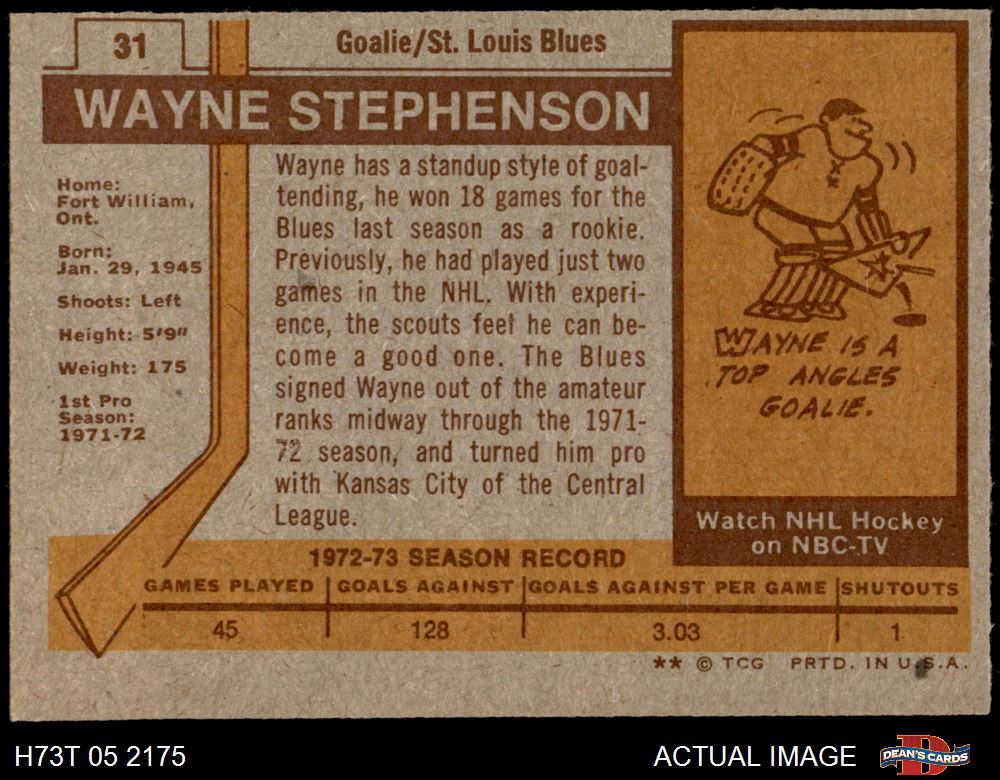 31
Goalie/St. Louis Blues
WAYNE STEPHENSON
Home:
Fort William,
Ont.
Born:
Jan. 29, 1945
Shoots: Left
Height: 5'9"
Weight: 175
1st Pro
Season:
1971-72
Wayne has a standup style of goal-
tending, he won 18 games for the
Blues last season as a rookie.
Previously, he had played just two
games in the NHL. With experi-
ence, the scouts feel he can be-
come a good one. The Blues
signed Wayne out of the amateur
ranks midway through the 1971-
72 season, and turned him pro
with Kansas City of the Central
League.
WAYNE IS A
TOP ANGLES
GOALIE.
Watch NHL Hockey
on NBC-TV
1972-73 SEASON RECORD
GAMES PLAYED GOALS AGAINST GOALS AGAINST PER GAME SHUTOUTS
45 128 3.03 1
** © TCG PRTD. IN U.S.A.
H73T 05 2175
ACTUAL IMAGE
DEAN'S CARDS